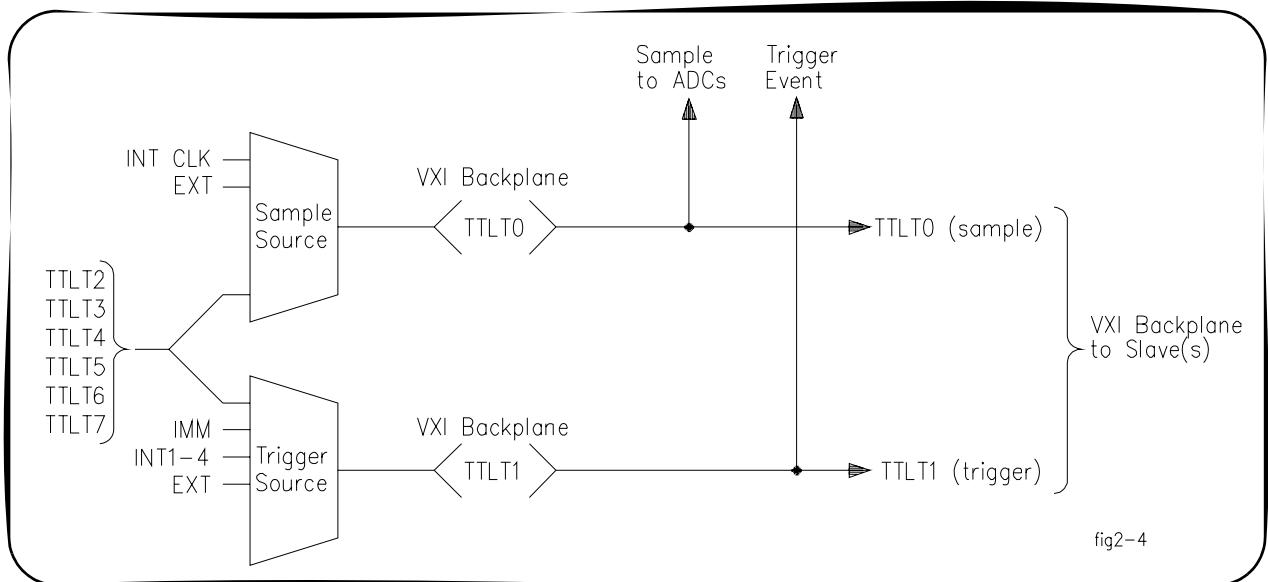 Sample
to ADCs
Trigger
Event
INT CLK
EXT
Sample
Source
VXI Backplane
TTLT0
TTLT0 (sample)
TTLT2
TTLT3
TTLT4
TTLT5
TTLT6
TTLT7
VXI Backplane
to Slave(s)
IMM
INT1-4
EXT
Trigger
Source
VXI Backplane
TTLT1
TTLT1 (trigger)
fig2-4